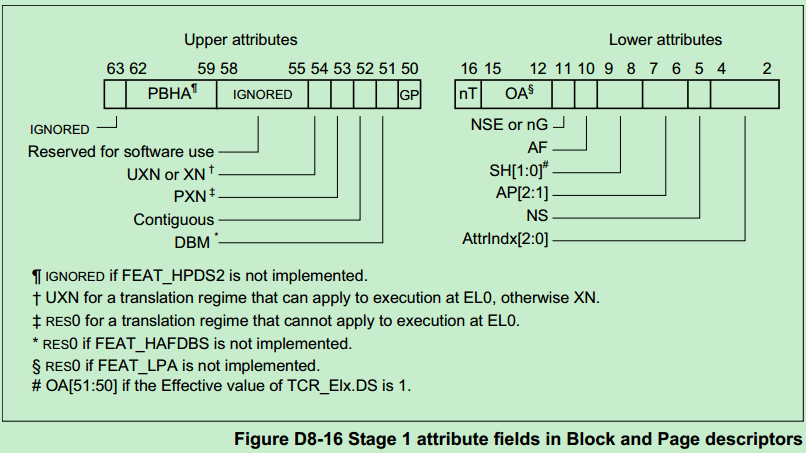 Upper attributes Lower attributes
63 62 59 58 55 54 53 52 51 50 16 15 12 11 10 9 8 7 6 5 4 2
PBHA¶ IGNORED GP nT OA§
IGNORED
Reserved for software use
UXN or XN †
PXN ‡
Contiguous
DBM *
NSE or nG
AF
SH[1:0]#
AP[2:1]
NS
AttrIndx[2:0]
¶ IGNORED if FEAT_HPDS2 is not implemented.
† UXN for a translation regime that can apply to execution at EL0, otherwise XN.
‡ RES0 for a translation regime that cannot apply to execution at EL0.
* RES0 if FEAT_HAFDBS is not implemented.
§ RES0 if FEAT_LPA is not implemented.
# OA[51:50] if the Effective value of TCR_Elx.DS is 1.
Figure D8-16 Stage 1 attribute fields in Block and Page descriptors